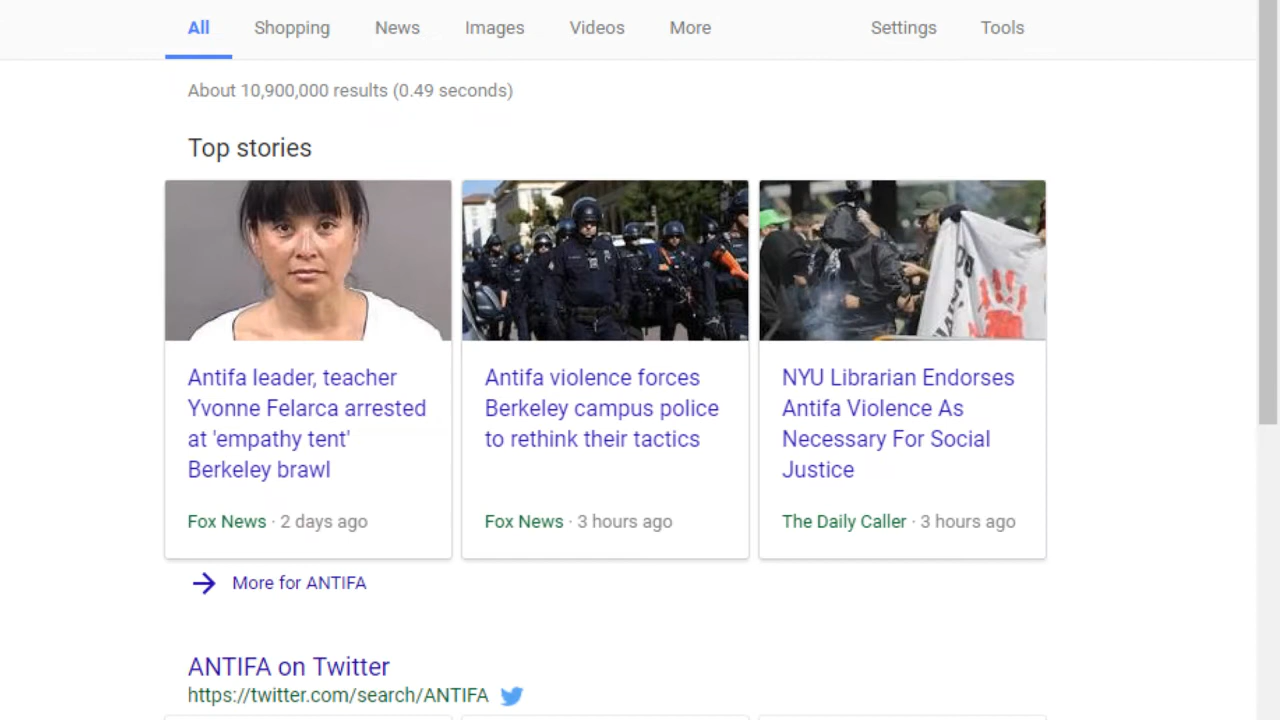 All Shopping News Images Videos More Settings Tools
About 10,900,000 results (0.49 seconds)
Top stories
Antifa leader, teacher
Yvonne Felarca arrested
at 'empathy tent'
Berkeley brawl
Fox News · 2 days ago
Antifa violence forces
Berkeley campus police
to rethink their tactics
Fox News · 3 hours ago
NYU Librarian Endorses
Antifa Violence As
Necessary For Social
Justice
The Daily Caller · 3 hours ago
More for ANTIFA
ANTIFA on Twitter
https://twitter.com/search/ANTIFA